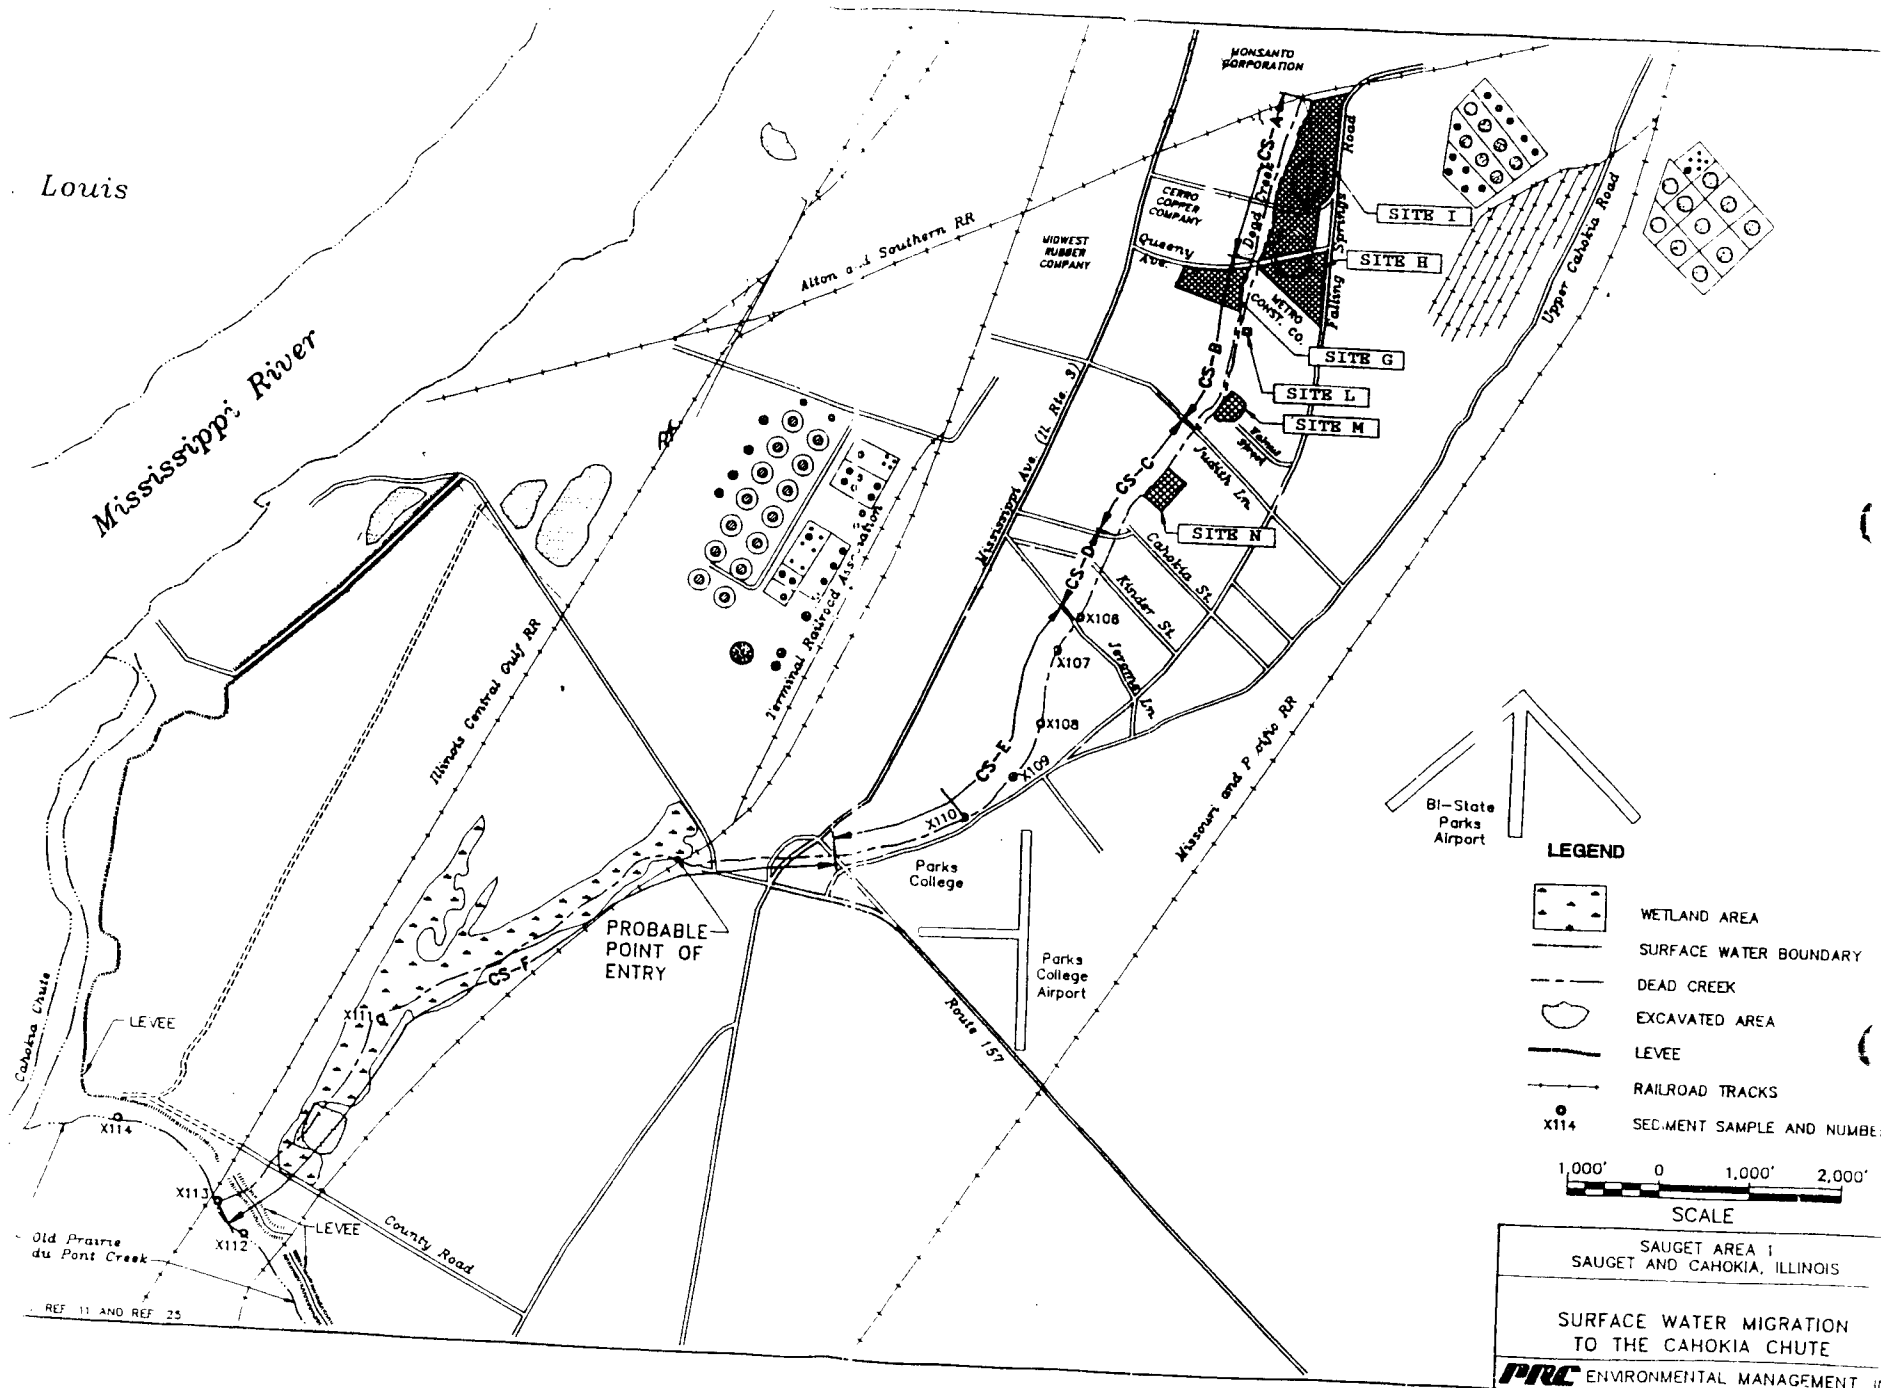 Louis
Mississippi River
MONSANTO
CORPORATION
CERRO
COPPER
COMPANY
MIDWEST
RUBBER
COMPANY
Queeny
Ave.
Dead Creek
CS-A
Road
Springs
Falling
SITE I
SITE H
METRO
CONST. CO.
SITE G
SITE L
SITE M
SITE N
Upper Cahokia Road
Alton and Southern RR
CS-B
CS-C
CS-D
CS-E
CS-F
Mississippi Ave. (IL Rte. 3)
Judith Ln.
Cahokia St.
Kinder St.
Jerome Ln.
Street
Terminal Railroad Association
Illinois Central Gulf RR
Missouri and P cific RR
X106
X107
X108
X109
X110
X111
X112
X113
X114
Parks
College
Parks
College
Airport
Bi-State
Parks
Airport
Route 157
PROBABLE
POINT OF
ENTRY
Cahokia Chute
LEVEE
LEVEE
County Road
Old Prairie
du Pont Creek
REF 11 AND REF 25
LEGEND
WETLAND AREA
SURFACE WATER BOUNDARY
DEAD CREEK
EXCAVATED AREA
LEVEE
RAILROAD TRACKS
X114
SEDIMENT SAMPLE AND NUMBE
1,000' 0 1,000' 2,000'
SCALE
SAUGET AREA 1
SAUGET AND CAHOKIA, ILLINOIS
SURFACE WATER MIGRATION
TO THE CAHOKIA CHUTE
PRC ENVIRONMENTAL MANAGEMENT